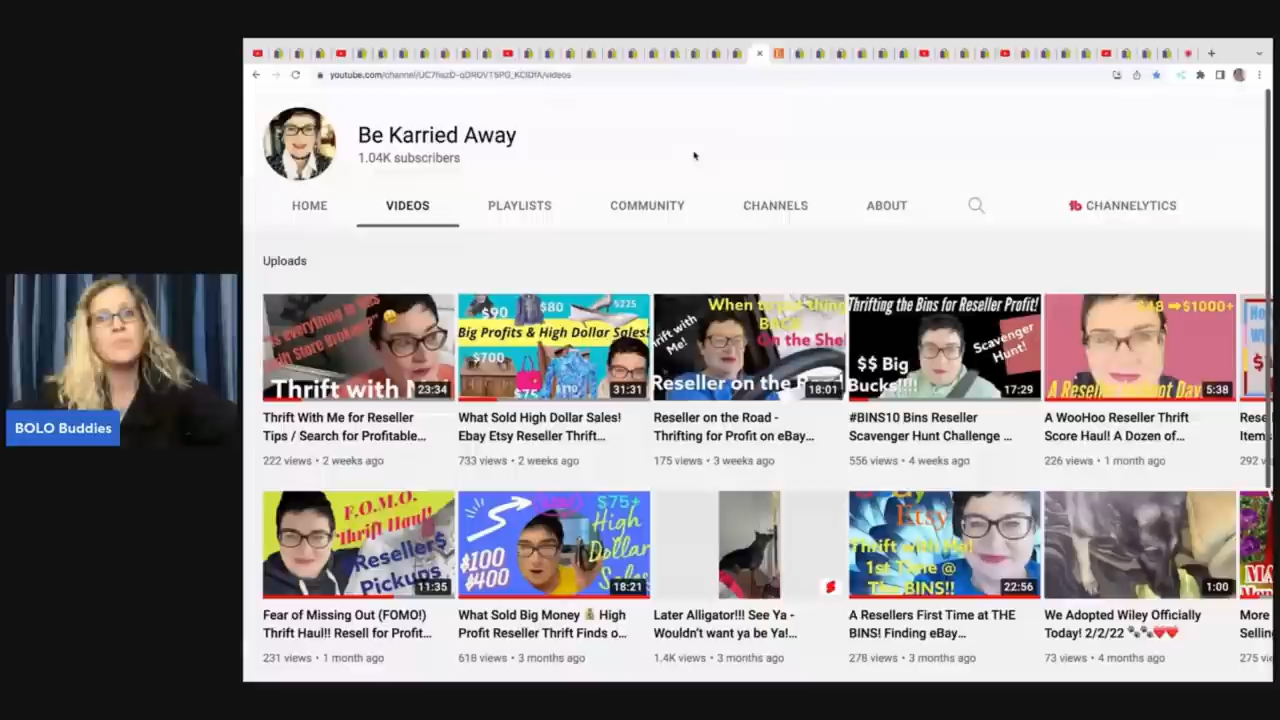 youtube.com/channel/
Be Karried Away
1.04K subscribers
HOME VIDEOS PLAYLISTS COMMUNITY CHANNELS ABOUT CHANNELYTICS
Uploads
Thrift with
23:34
$90 $80 $225
Big Profits & High Dollar Sales!
$700
$110
31:31
When to
BACK
On the She
Me!
Reseller on the Road
18:01
Thrifting the Bins for Reseller Profit!
Scavenger
Hunt!
$$ Big
Bucks!!!!
17:29
$48 ➡$1000+
5:38
Thrift With Me for Reseller
Tips / Search for Profitable...
222 views • 2 weeks ago
What Sold High Dollar Sales!
Ebay Etsy Reseller Thrift...
733 views • 2 weeks ago
Reseller on the Road -
Thrifting for Profit on eBay...
175 views • 3 weeks ago
#BINS10 Bins Reseller
Scavenger Hunt Challenge ...
556 views • 4 weeks ago
A WooHoo Reseller Thrift
Score Haul! A Dozen of...
226 views • 1 month ago
Rese
Item
292 v
BOLO Buddies
F.O.M.O.
Thrift Haul!
Reseller$
Pickups
11:35
$75+
High
Dollar
Sales
$100
$400
18:21
Etsy
Thrift with Me!
1st Time @
The BINS!!
22:56
1:00
Fear of Missing Out (FOMO!)
Thrift Haul!! Resell for Profit...
231 views • 1 month ago
What Sold Big Money 💰 High
Profit Reseller Thrift Finds o...
618 views • 3 months ago
Later Alligator!!! See Ya -
Wouldn't want ya be Ya!...
1.4K views • 3 months ago
A Resellers First Time at THE
BINS! Finding eBay...
278 views • 3 months ago
We Adopted Wiley Officially
Today! 2/2/22 🐾🐾❤️❤️
73 views • 4 months ago
More
Sellin
275 vi